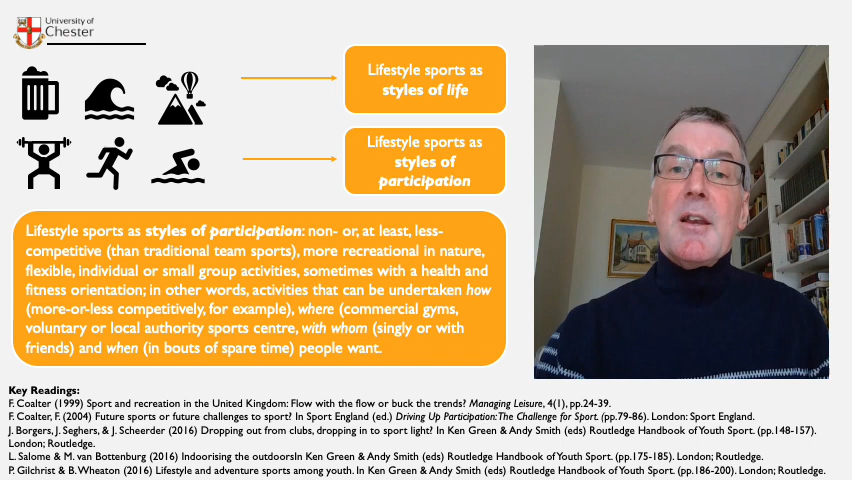 University of
Chester
Lifestyle sports as
styles of life
Lifestyle sports as
styles of
participation
Lifestyle sports as styles of participation: non- or, at least, less-
competitive (than traditional team sports), more recreational in nature,
flexible, individual or small group activities, sometimes with a health and
fitness orientation; in other words, activities that can be undertaken how
(more-or-less competitively, for example), where (commercial gyms,
voluntary or local authority sports centre, with whom (singly or with
friends) and when (in bouts of spare time) people want.
Key Readings:
F. Coalter (1999) Sport and recreation in the United Kingdom: Flow with the flow or buck the trends? Managing Leisure, 4(1), pp.24-39.
F. Coalter, F. (2004) Future sports or future challenges to sport? In Sport England (ed.) Driving Up Participation: The Challenge for Sport. (pp.79-86). London: Sport England.
J. Borgers, J. Seghers, & J. Scheerder (2016) Dropping out from clubs, dropping in to sport light? In Ken Green & Andy Smith (eds) Routledge Handbook of Youth Sport. (pp.148-157).
London; Routledge.
L. Salome & M. van Bottenburg (2016) Indoorising the outdoorsIn Ken Green & Andy Smith (eds) Routledge Handbook of Youth Sport. (pp.175-185). London; Routledge.
P. Gilchrist & B. Wheaton (2016) Lifestyle and adventure sports among youth. In Ken Green & Andy Smith (eds) Routledge Handbook of Youth Sport. (pp.186-200). London; Routledge.